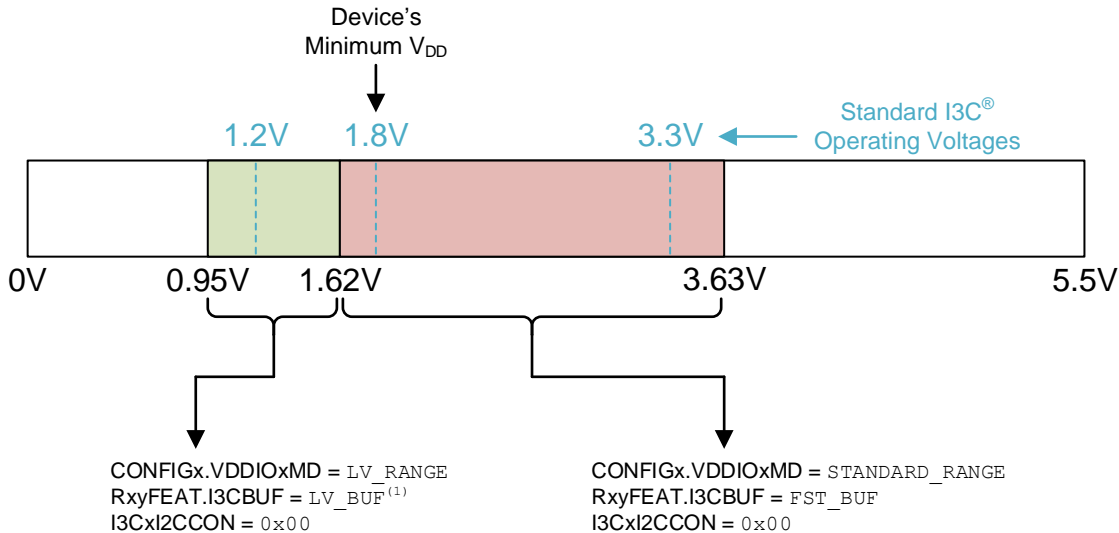 Device's
Minimum VDD
1.2V 1.8V 3.3V Standard I3C®
Operating Voltages
0V 0.95V 1.62V 3.63V 5.5V
CONFIGx.VDDIOxMD = LV_RANGE
RxyFEAT.I3CBUF = LV_BUF(1)
I3CxI2CCON = 0x00
CONFIGx.VDDIOxMD = STANDARD_RANGE
RxyFEAT.I3CBUF = FST_BUF
I3CxI2CCON = 0x00